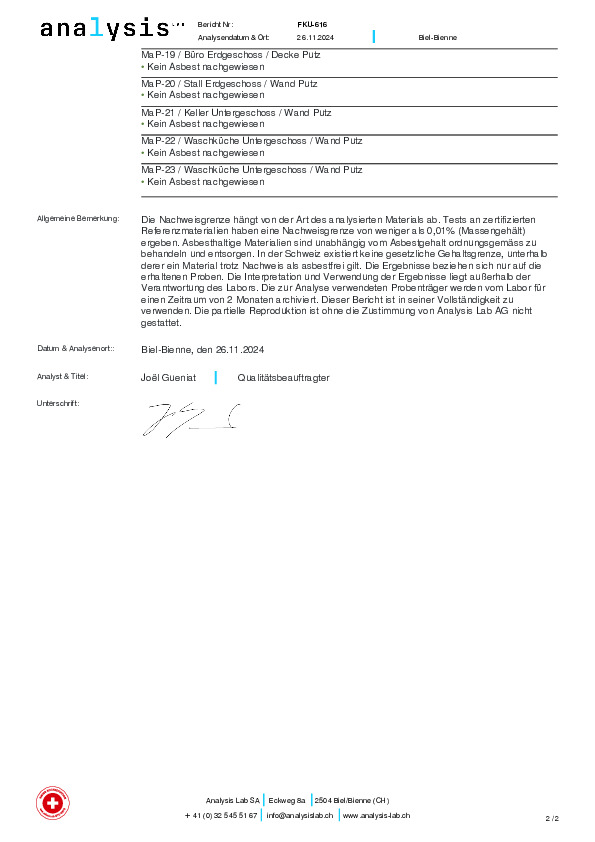 analysis
Bericht Nr: FKU-616
Analysendatum & Ort: 26.11.2024 Biel-Bienne
MaP-19 / Büro Erdgeschoss / Decke Putz
• Kein Asbest nachgewiesen
MaP-20 / Stall Erdgeschoss / Wand Putz
• Kein Asbest nachgewiesen
MaP-21 / Keller Untergeschoss / Wand Putz
• Kein Asbest nachgewiesen
MaP-22 / Waschküche Untergeschoss / Wand Putz
• Kein Asbest nachgewiesen
MaP-23 / Waschküche Untergeschoss / Wand Putz
• Kein Asbest nachgewiesen
Allgemeine Bemerkung:
Die Nachweisgrenze hängt von der Art des analysierten Materials ab. Tests an zertifizierten
Referenzmaterialien haben eine Nachweisgrenze von weniger als 0,01% (Massengehält)
ergeben. Asbesthaltige Materialien sind unabhängig vom Asbestgehalt ordnungsgemäss zu
behandeln und entsorgen. In der Schweiz existiert keine gesetzliche Gehaltsgrenze, unterhalb
derer ein Material trotz Nachweis als asbestfrei gilt. Die Ergebnisse beziehen sich nur auf die
erhaltenen Proben. Die Interpretation und Verwendung der Ergebnisse liegt außerhalb der
Verantwortung des Labors. Die zur Analyse verwendeten Probenträger werden vom Labor für
einen Zeitraum von 2 Monaten archiviert. Dieser Bericht ist in seiner Vollständigkeit zu
verwenden. Die partielle Reproduktion ist ohne die Zustimmung von Analysis Lab AG nicht
gestattet.
Datum & Analysenort:: Biel-Bienne, den 26.11.2024
Analyst & Titel: Joël Gueniat Qualitätsbeauftragter
Unterschrift:
Analysis Lab SA Eckweg 8a 2504 Biel/Bienne (CH)
+ 41 (0) 32 545 51 67 info@analysislab.ch www.analysis-lab.ch
2 / 2